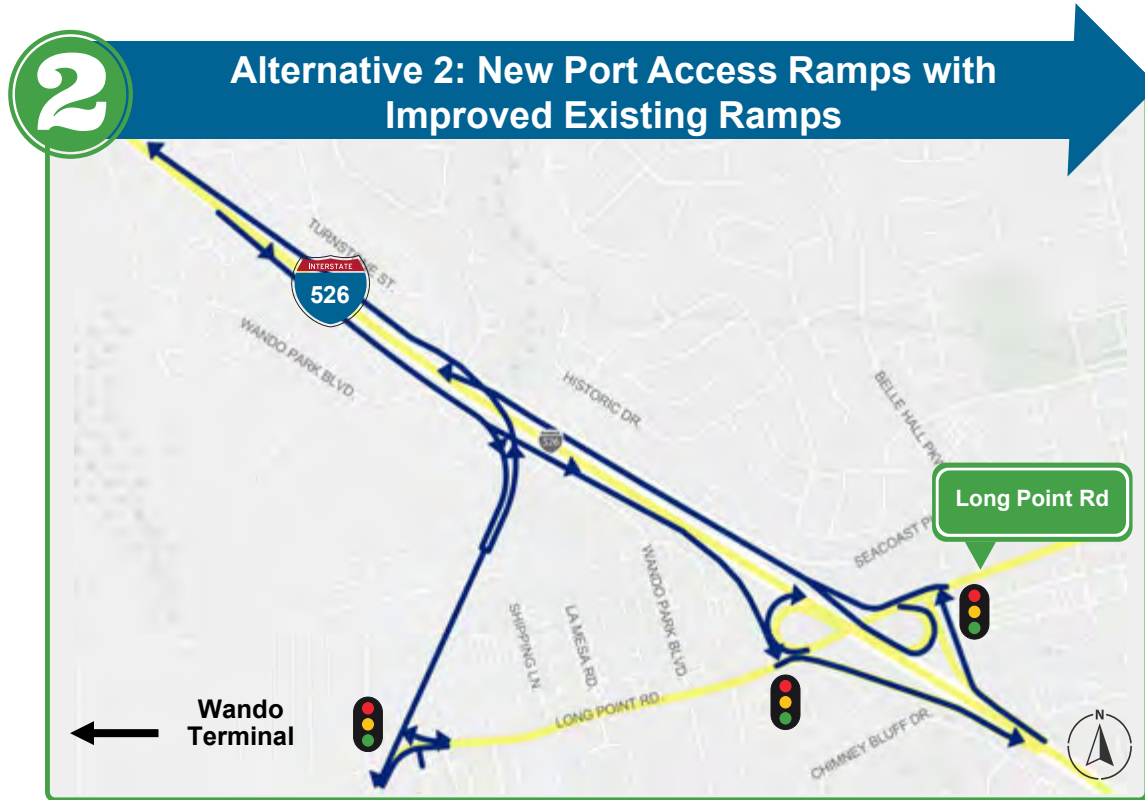 2
Alternative 2: New Port Access Ramps with
Improved Existing Ramps
TURNSTONE ST.
INTERSTATE
526
WANDO PARK BLVD.
HISTORIC DR.
526
BELLE HALL PKW
Long Point Rd
SEACOAST P
WANDO PARK BLVD.
LA MESA RD.
SHIPPING LN.
LONG POINT RD.
CHIMNEY BLUFF DR.
Wando
Terminal
N